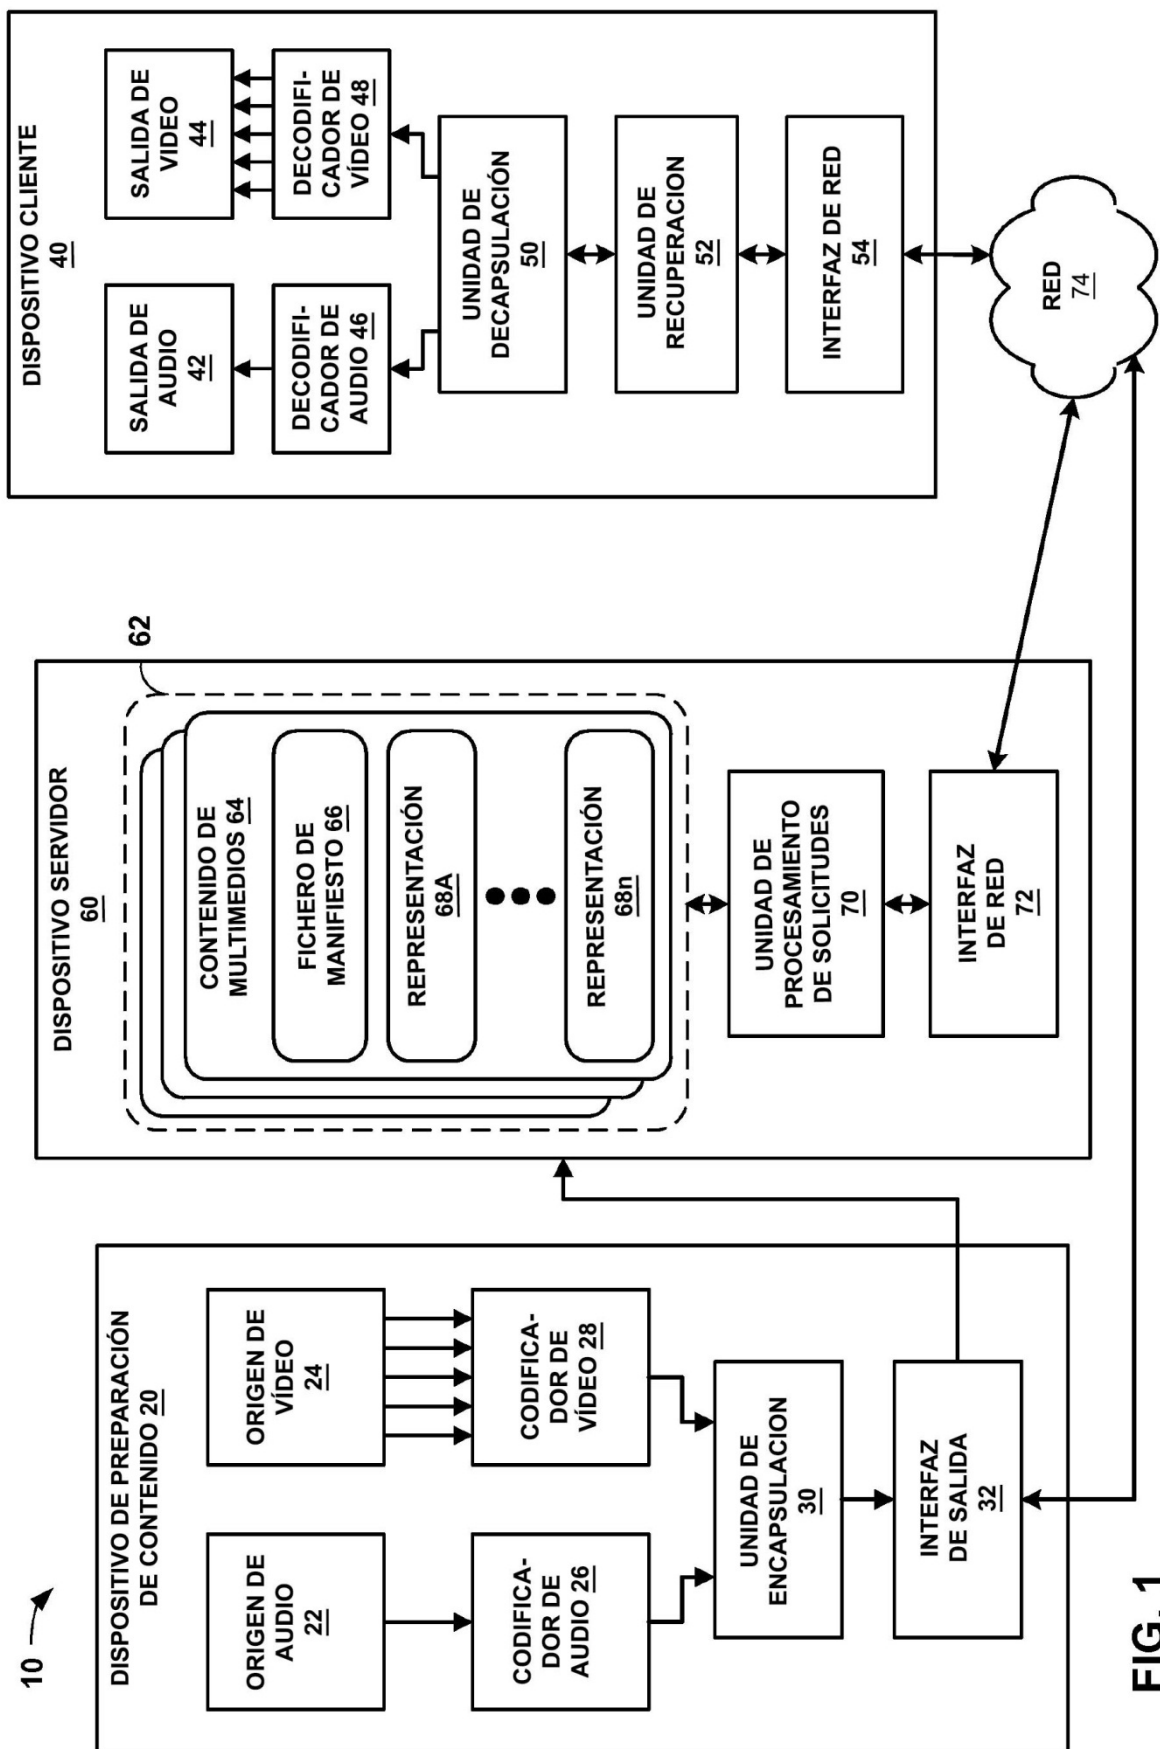 10
DISPOSITIVO DE PREPARACIÓN
DE CONTENIDO 20
ORIGEN DE
AUDIO
22
ORIGEN DE
VÍDEO
24
CODIFICA-
DOR DE
AUDIO 26
CODIFICA-
DOR DE
VÍDEO 28
UNIDAD DE
ENCAPSULACION
30
INTERFAZ
DE SALIDA
32
DISPOSITIVO SERVIDOR
60
62
CONTENIDO DE
MULTIMEDIOS 64
FICHERO DE
MANIFIESTO 66
REPRESENTACIÓN
68A
REPRESENTACIÓN
68n
UNIDAD DE
PROCESAMIENTO
DE SOLICITUDES
70
INTERFAZ
DE RED
72
DISPOSITIVO CLIENTE
40
SALIDA DE
AUDIO
42
SALIDA DE
VIDEO
44
DECODIFI-
CADOR DE
AUDIO 46
DECODIFI-
CADOR DE
VÍDEO 48
UNIDAD DE
DECAPSULACIÓN
50
UNIDAD DE
RECUPERACION
52
INTERFAZ DE RED
54
RED
74
FIG. 1